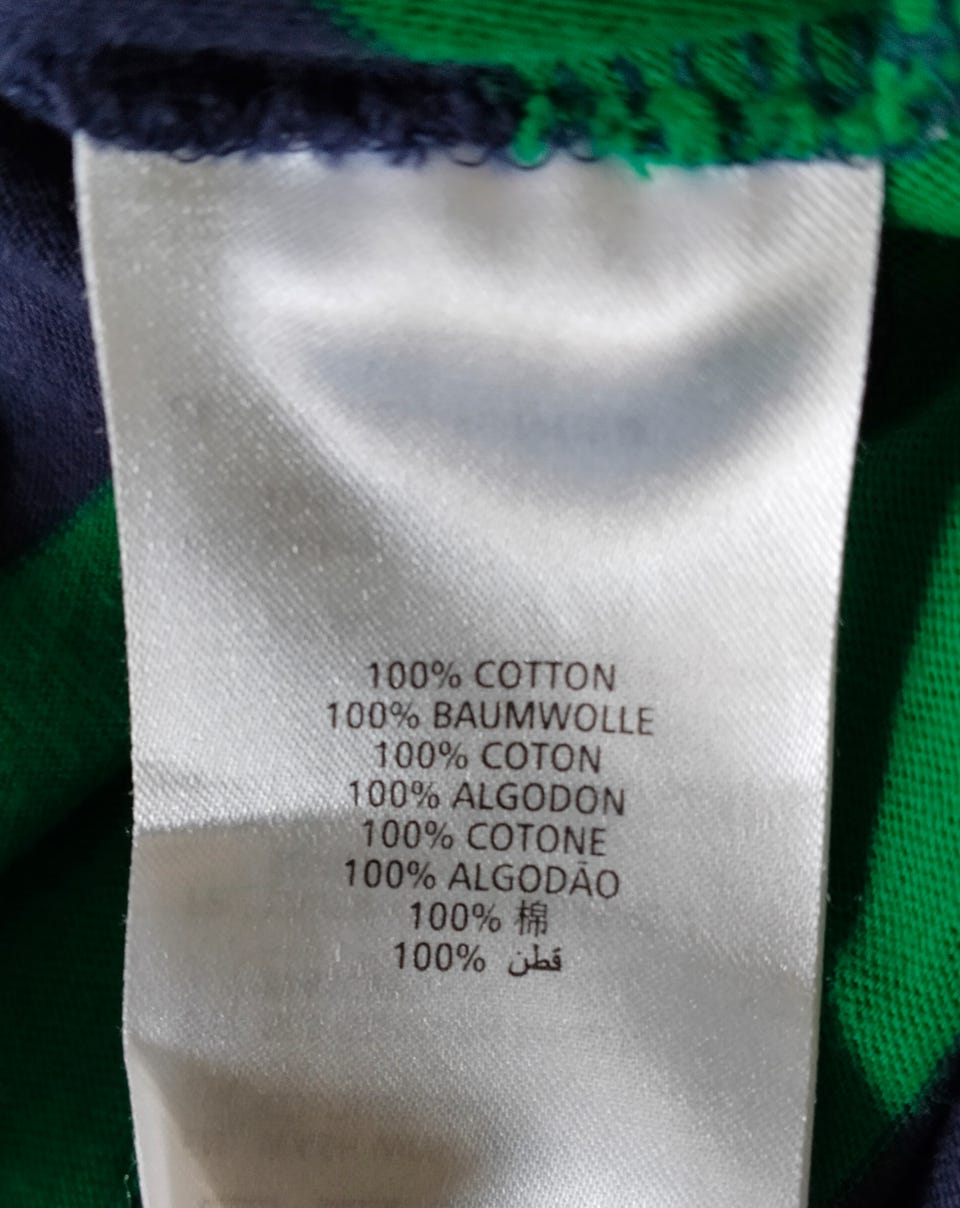 100% COTTON
100% BAUMWOLLE
100% COTON
100% ALGODON
100% COTONE
100% ALGODÃO
100% 棉
100% قطن